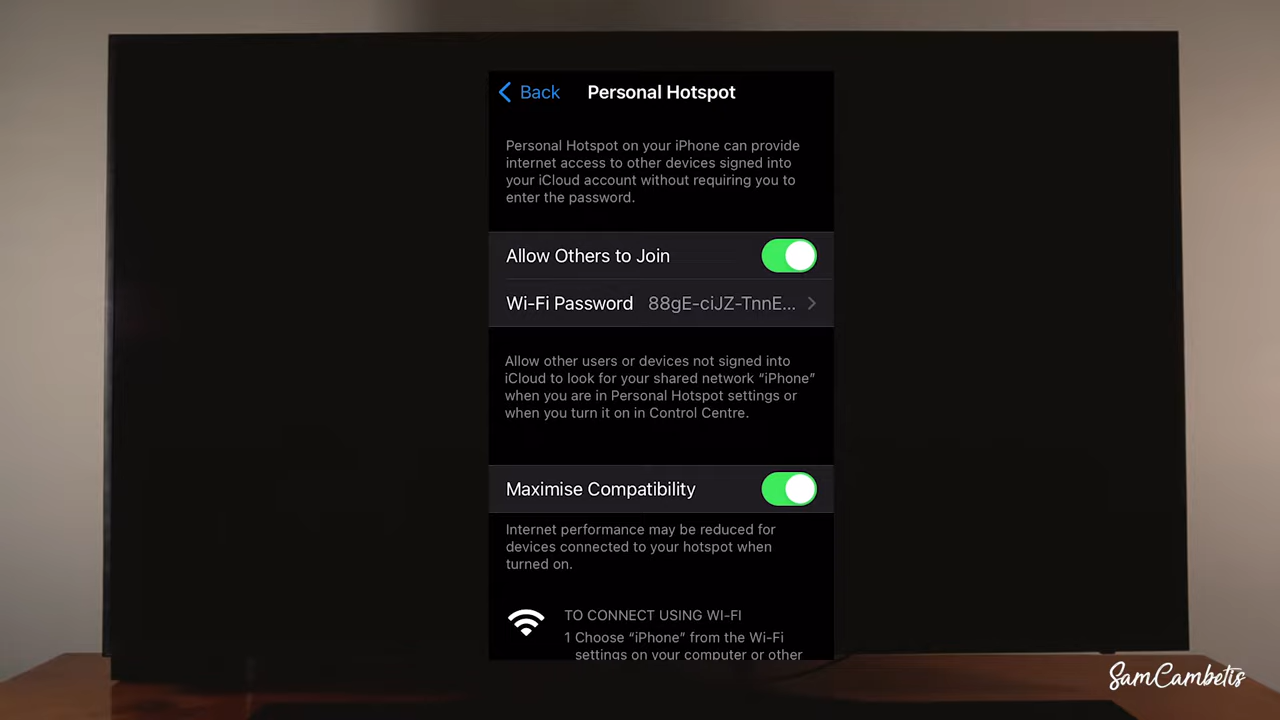 Back
Personal Hotspot
Personal Hotspot on your iPhone can provide
internet access to other devices signed into
your iCloud account without requiring you to
enter the password.
Allow Others to Join
Wi-Fi Password 88gE-ciJZ-TnnE...
Allow other users or devices not signed into
iCloud to look for your shared network “iPhone”
when you are in Personal Hotspot settings or
when you turn it on in Control Centre.
Maximise Compatibility
Internet performance may be reduced for
devices connected to your hotspot when
turned on.
TO CONNECT USING WI-FI
1 Choose “iPhone” from the Wi-Fi
settings on your computer or other
SamCambetis